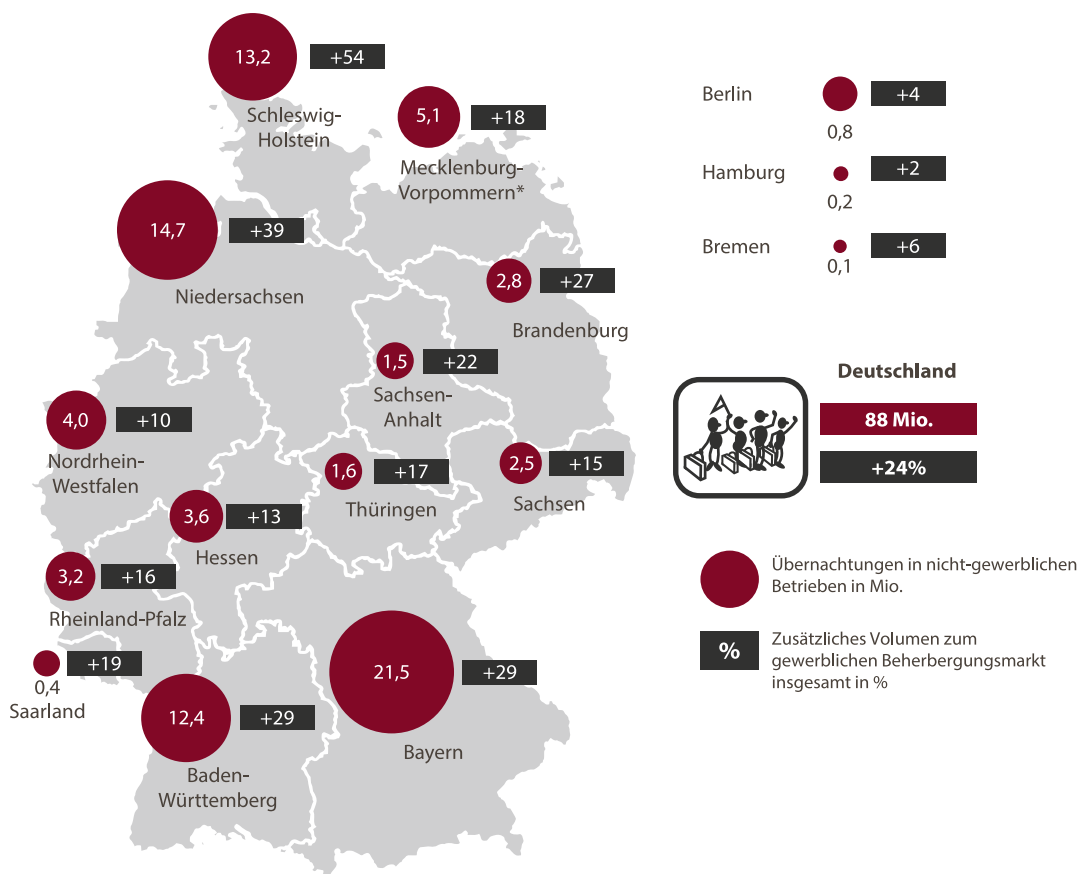 13,2
+54
Schleswig-
Holstein
5,1
+18
Mecklenburg-
Vorpommern*
14,7
+39
Niedersachsen
2,8
+27
Brandenburg
1,5
+22
Sachsen-
Anhalt
4,0
+10
Nordrhein-
Westfalen
1,6
+17
Thüringen
2,5
+15
Sachsen
3,6
+13
Hessen
3,2
+16
Rheinland-Pfalz
+19
0,4
Saarland
21,5
+29
Bayern
12,4
+29
Baden-
Württemberg
Berlin
+4
0,8
Hamburg
+2
0,2
Bremen
+6
0,1
Deutschland
88 Mio.
+24%
Übernachtungen in nicht-gewerblichen
Betrieben in Mio.
%
Zusätzliches Volumen zum
gewerblichen Beherbergungsmarkt
insgesamt in %